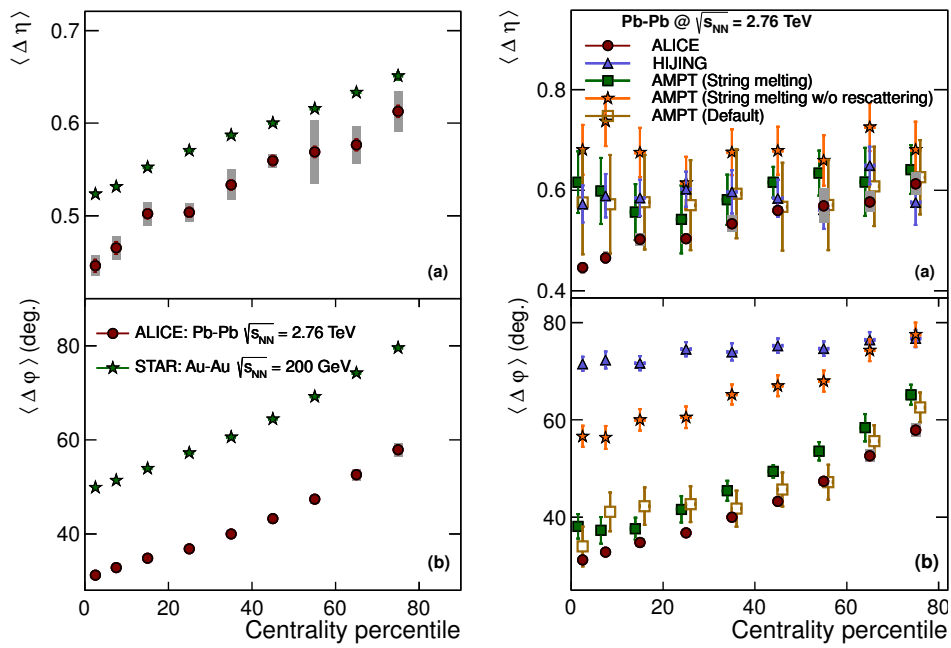 ⟨ Δ η ⟩
0.7
0.6
0.5
(a)
⟨ Δ φ ⟩ (deg.)
80
60
40
ALICE: Pb-Pb √sNN = 2.76 TeV
STAR: Au-Au √sNN = 200 GeV
(b)
0 20 40 60 80
Centrality percentile
⟨ Δ η ⟩
0.8
0.6
0.4
Pb-Pb @ √sNN = 2.76 TeV
ALICE
HIJING
AMPT (String melting)
AMPT (String melting w/o rescattering)
AMPT (Default)
(a)
⟨ Δ φ ⟩ (deg.)
80
60
40
(b)
0 20 40 60 80
Centrality percentile